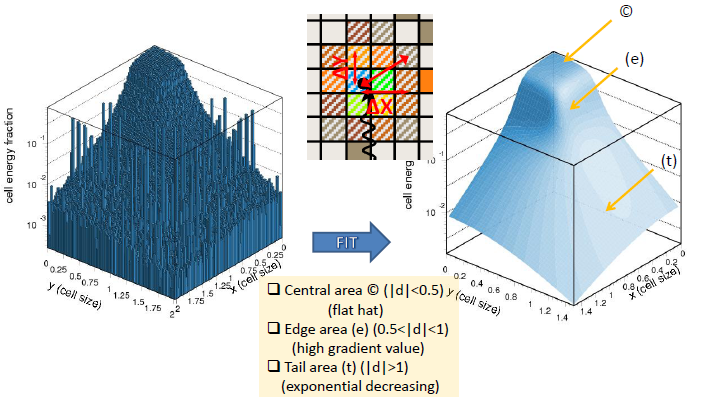 ©
(e)
(t)
ΔY
ΔX
cell energy fraction
10⁻¹
10⁻²
10⁻³
0
0.25
0.5
0.75
1
1.25
1.5
1.75
2
y (cell size)
2
1.75
1.5
1.25
1
0.75
0.5
0.25
0
x (cell size)
FIT
cell energ
10⁻¹
10⁻²
0
0.2
0.4
0.6
0.8
1
1.2
1.4
y (cell size)
1.4
1.2
1
0.8
0.6
0.4
0.2
0
x (cell size)
❑ Central area © (|d|<0.5)
(flat hat)
❑ Edge area (e) (0.5<|d|<1)
(high gradient value)
❑ Tail area (t) (|d|>1)
(exponential decreasing)